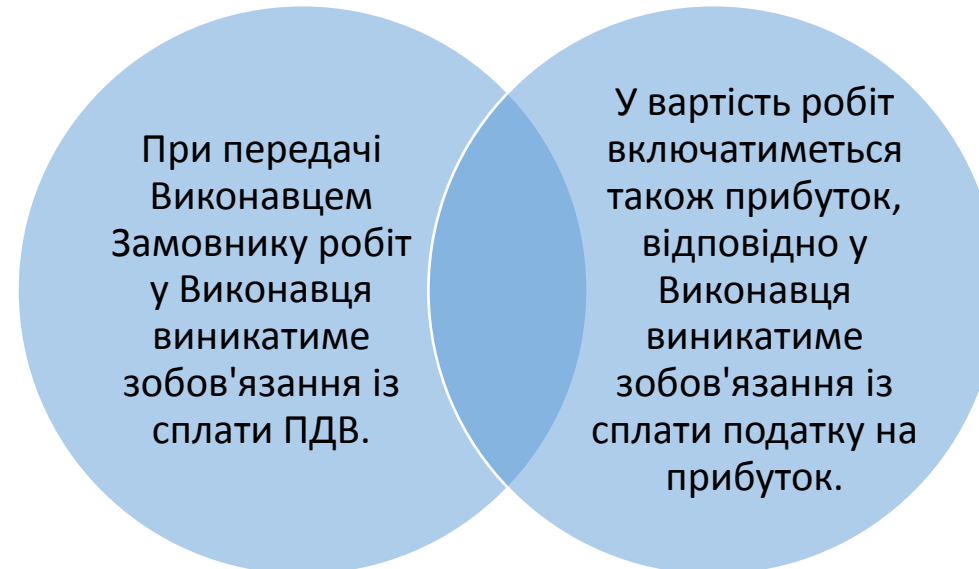 При передачі
Виконавцем
Замовнику робіт
у Виконавця
виникатиме
зобов'язання із
сплати ПДВ.
У вартість робіт
включатиметься
також прибуток,
відповідно у
Виконавця
виникатиме
зобов'язання із
сплати податку на
прибуток.